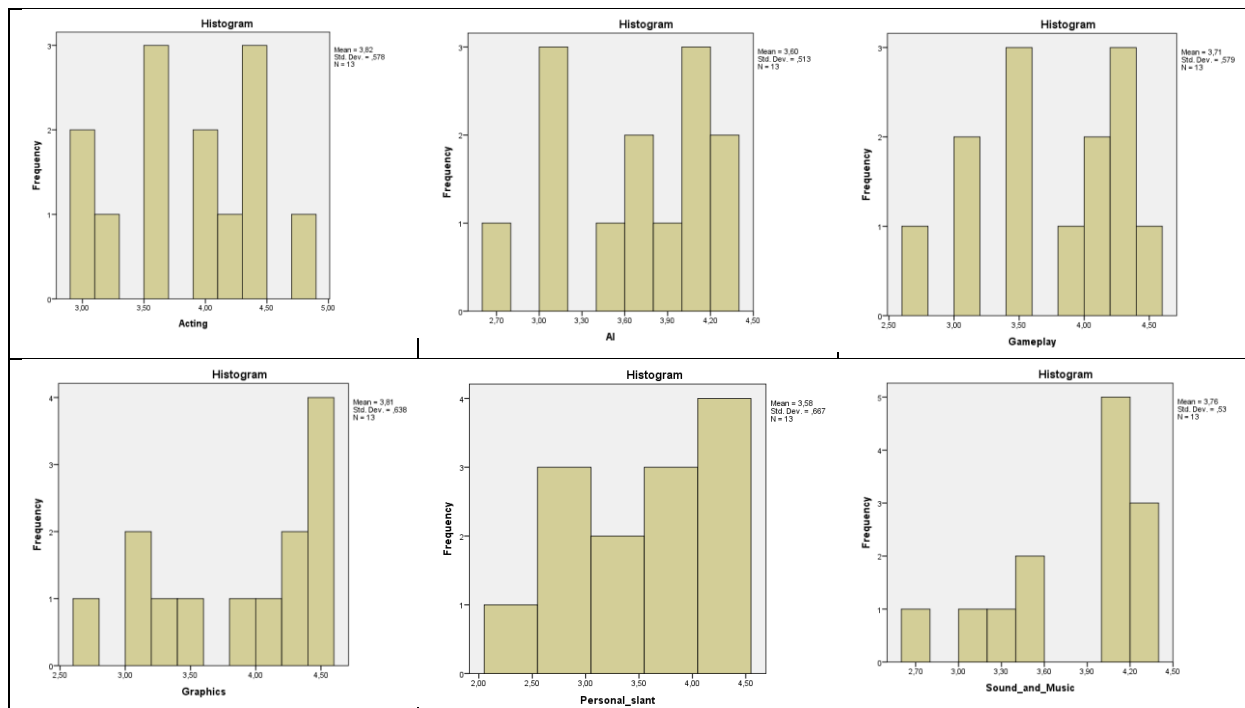 Histogram
Mean = 3,82
Std. Dev. = ,578
N = 13
Frequency
3
2
1
0
3,00 3,50 4,00 4,50 5,00
Acting
Histogram
Mean = 3,60
Std. Dev. = ,513
N = 13
Frequency
3
2
1
0
2,70 3,00 3,30 3,60 3,90 4,20 4,50
AI
Histogram
Mean = 3,71
Std. Dev. = ,579
N = 13
Frequency
3
2
1
0
2,50 3,00 3,50 4,00 4,50
Gameplay
Histogram
Mean = 3,81
Std. Dev. = ,638
N = 13
Frequency
4
3
2
1
0
2,50 3,00 3,50 4,00 4,50
Graphics
Histogram
Mean = 3,58
Std. Dev. = ,667
N = 13
Frequency
4
3
2
1
0
2,00 2,50 3,00 3,50 4,00 4,50
Personal_slant
Histogram
Mean = 3,76
Std. Dev. = ,53
N = 13
Frequency
5
4
3
2
1
0
2,70 3,00 3,30 3,60 3,90 4,20 4,50
Sound_and_Music